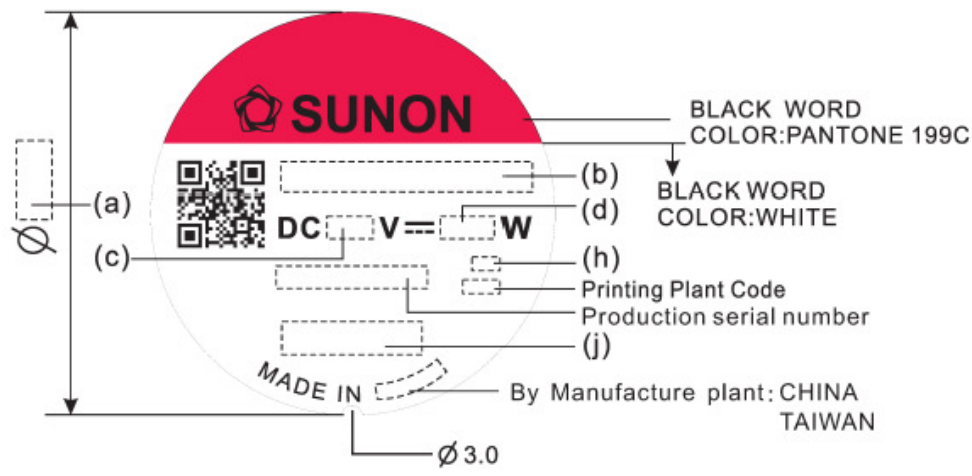 SUNON
BLACK WORD
COLOR:PANTONE 199C
(b)
BLACK WORD
COLOR:WHITE
(a)
(d)
DC V W
(c)
(h)
Printing Plant Code
Production serial number
(j)
MADE IN
By Manufacture plant: CHINA
TAIWAN
Ø
Ø 3.0